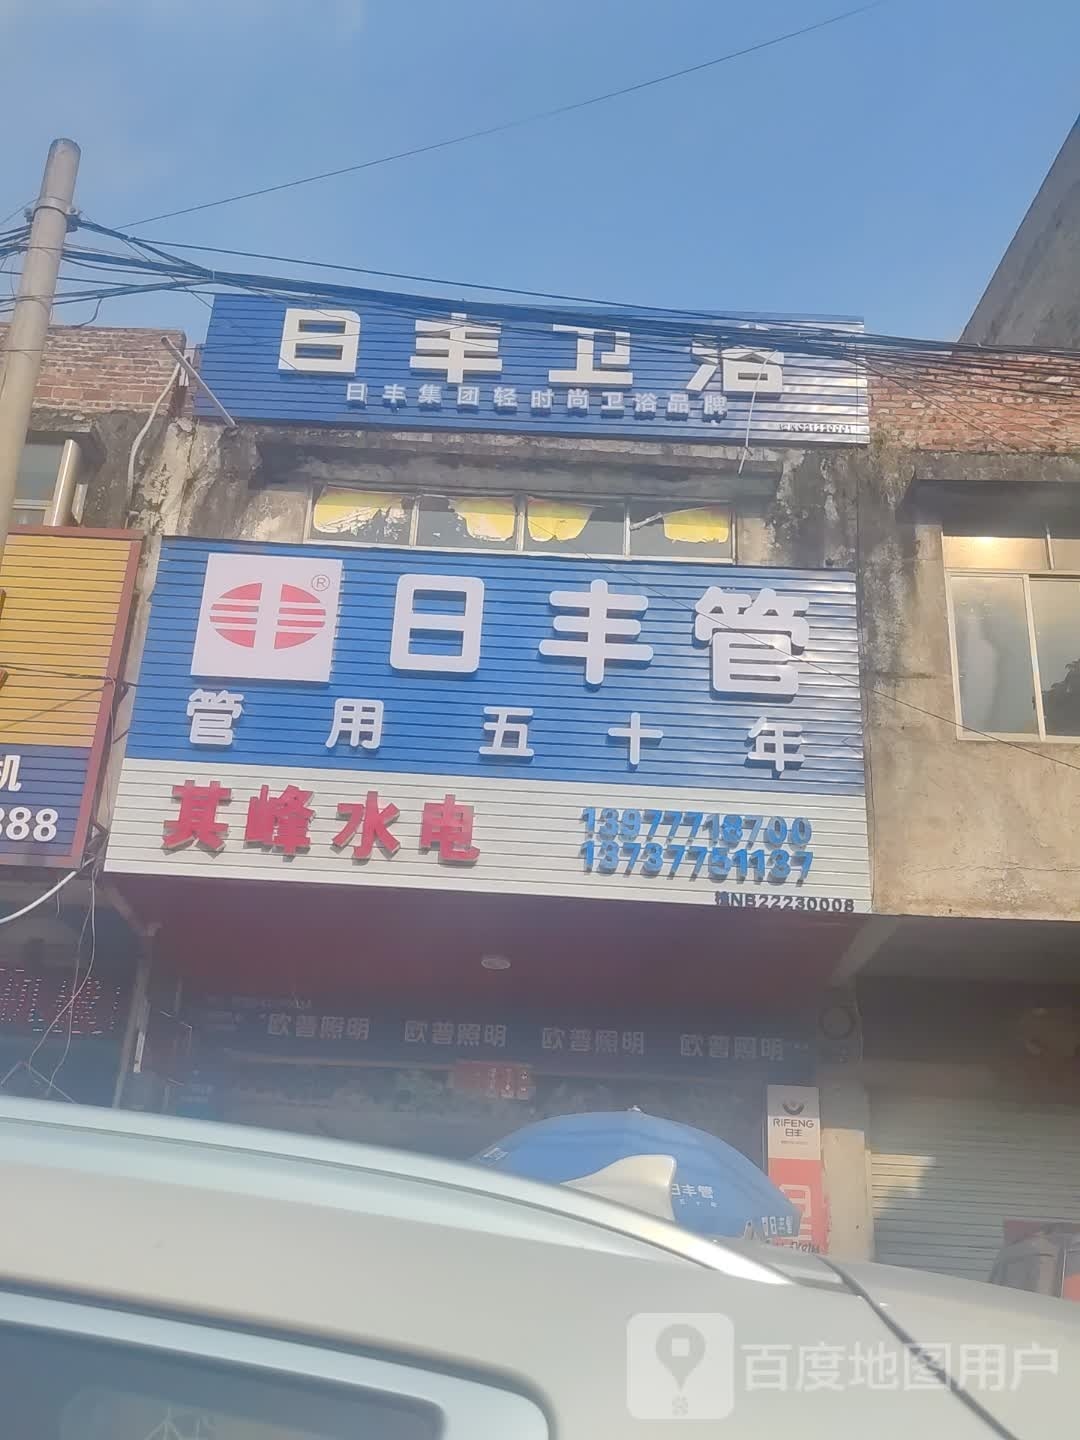 日丰卫浴
日丰集团轻时尚卫浴品牌
®
日丰管
管用五十年
其峰水电
13977718700
13737751137
NB22230008
机
888
欧普照明 欧普照明 欧普照明 欧普照明
RIFENG
日丰
日丰管
日丰管
百度地图用户